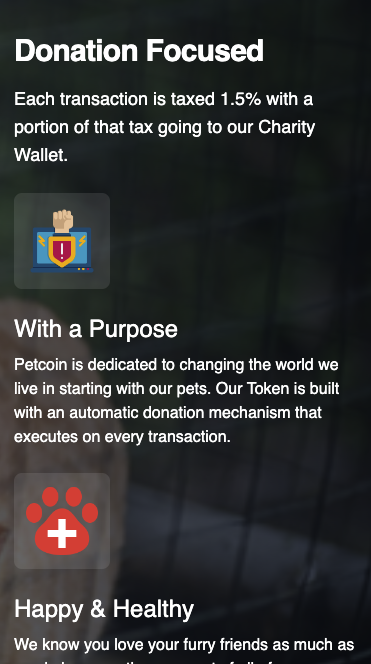 Donation Focused
Each transaction is taxed 1.5% with a
portion of that tax going to our Charity
Wallet.
With a Purpose
Petcoin is dedicated to changing the world we
live in starting with our pets. Our Token is built
with an automatic donation mechanism that
executes on every transaction.
Happy & Healthy
We know you love your furry friends as much as